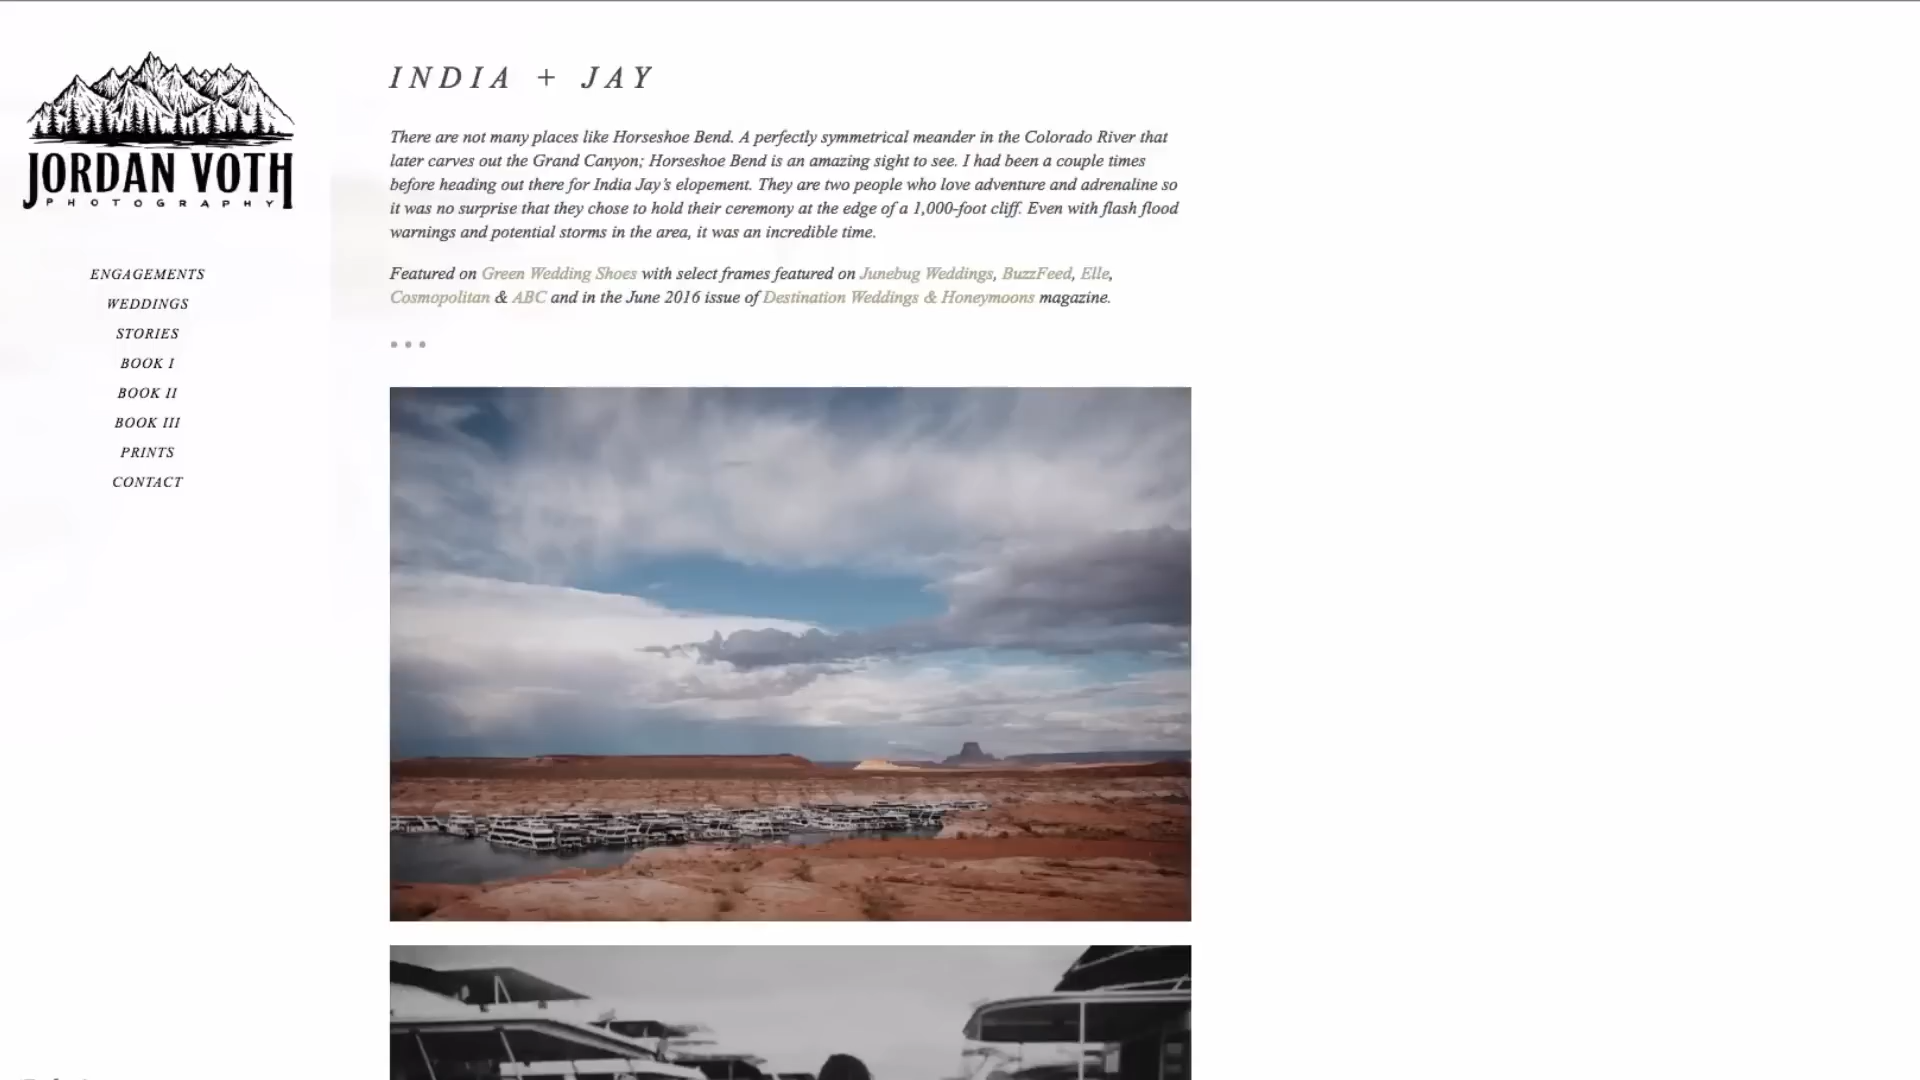 JORDAN VOTH
PHOTOGRAPHY
ENGAGEMENTS
WEDDINGS
STORIES
BOOK I
BOOK II
BOOK III
PRINTS
CONTACT
INDIA + JAY
There are not many places like Horseshoe Bend. A perfectly symmetrical meander in the Colorado River that
later carves out the Grand Canyon; Horseshoe Bend is an amazing sight to see. I had been a couple times
before heading out there for India Jay's elopement. They are two people who love adventure and adrenaline so
it was no surprise that they chose to hold their ceremony at the edge of a 1,000-foot cliff. Even with flash flood
warnings and potential storms in the area, it was an incredible time.
Featured on Green Wedding Shoes with select frames featured on Junebug Weddings, BuzzFeed, Elle,
Cosmopolitan & ABC and in the June 2016 issue of Destination Weddings & Honeymoons magazine.